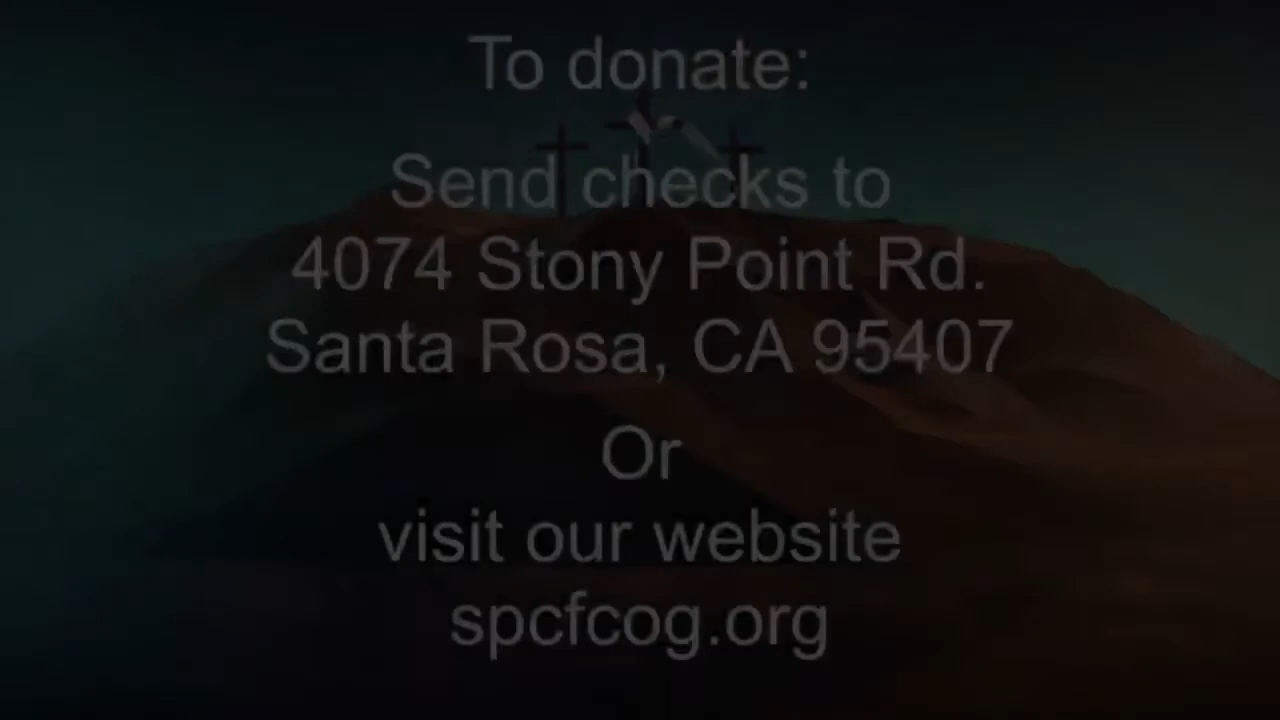 To donate:
Send checks to
4074 Stony Point Rd.
Santa Rosa, CA 95407
Or
visit our website
spcfcog.org